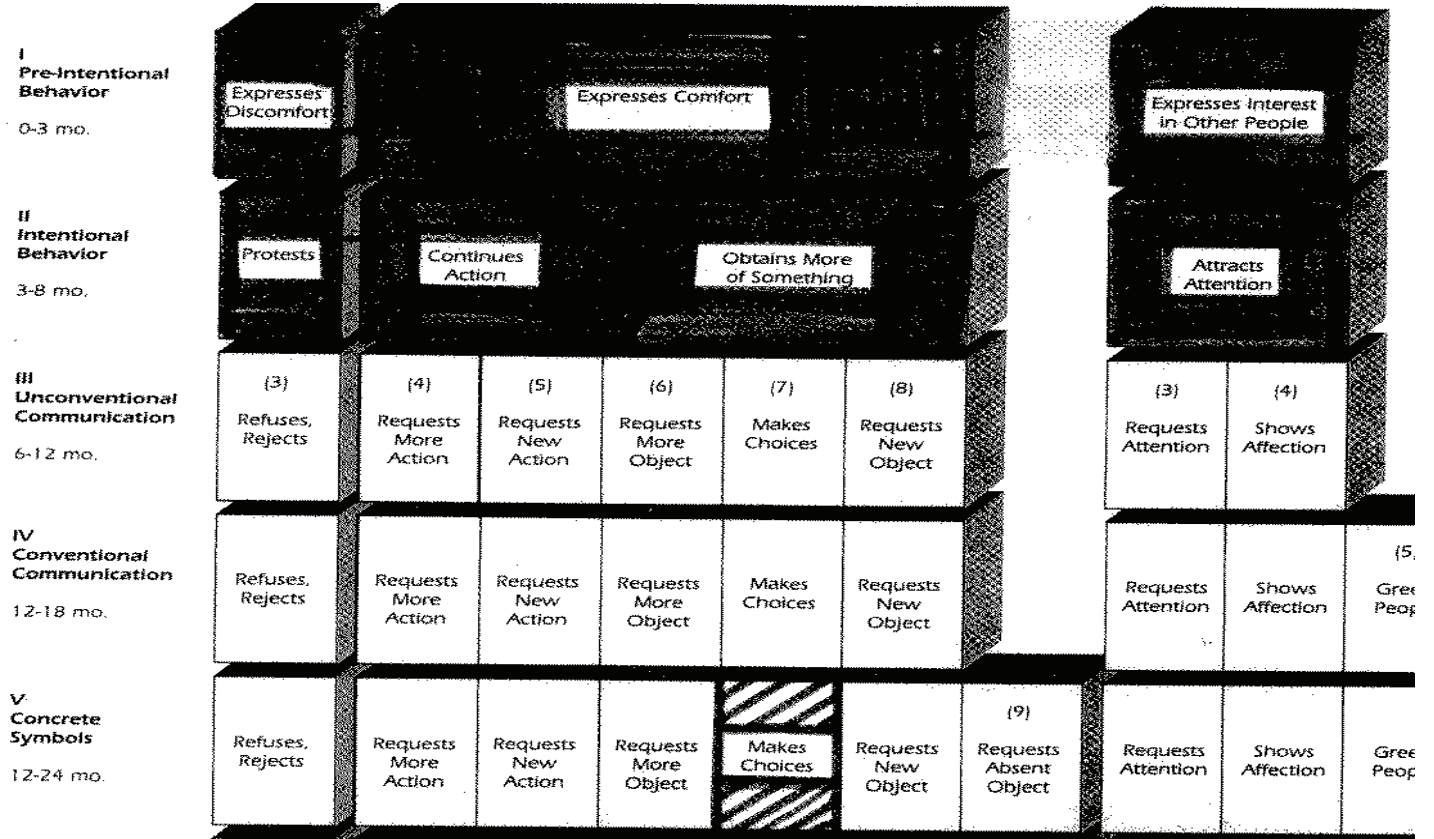 I
Pre-Intentional
Behavior
0-3 mo.
Expresses
Discomfort
Expresses Comfort
Expresses Interest
in Other People
II
Intentional
Behavior
3-8 mo.
Protests
Continues
Action
Obtains More
of Something
Attracts
Attention
III
Unconventional
Communication
6-12 mo.
(3)
Refuses,
Rejects
(4)
Requests
More
Action
(5)
Requests
New
Action
(6)
Requests
More
Object
(7)
Makes
Choices
(8)
Requests
New
Object
(3)
Requests
Attention
(4)
Shows
Affection
IV
Conventional
Communication
12-18 mo.
Refuses,
Rejects
Requests
More
Action
Requests
New
Action
Requests
More
Object
Makes
Choices
Requests
New
Object
Requests
Attention
Shows
Affection
(5,
Gree
Peop
V
Concrete
Symbols
12-24 mo.
Refuses,
Rejects
Requests
More
Action
Requests
New
Action
Requests
More
Object
Makes
Choices
Requests
New
Object
(9)
Requests
Absent
Object
Requests
Attention
Shows
Affection
Gree
Peop